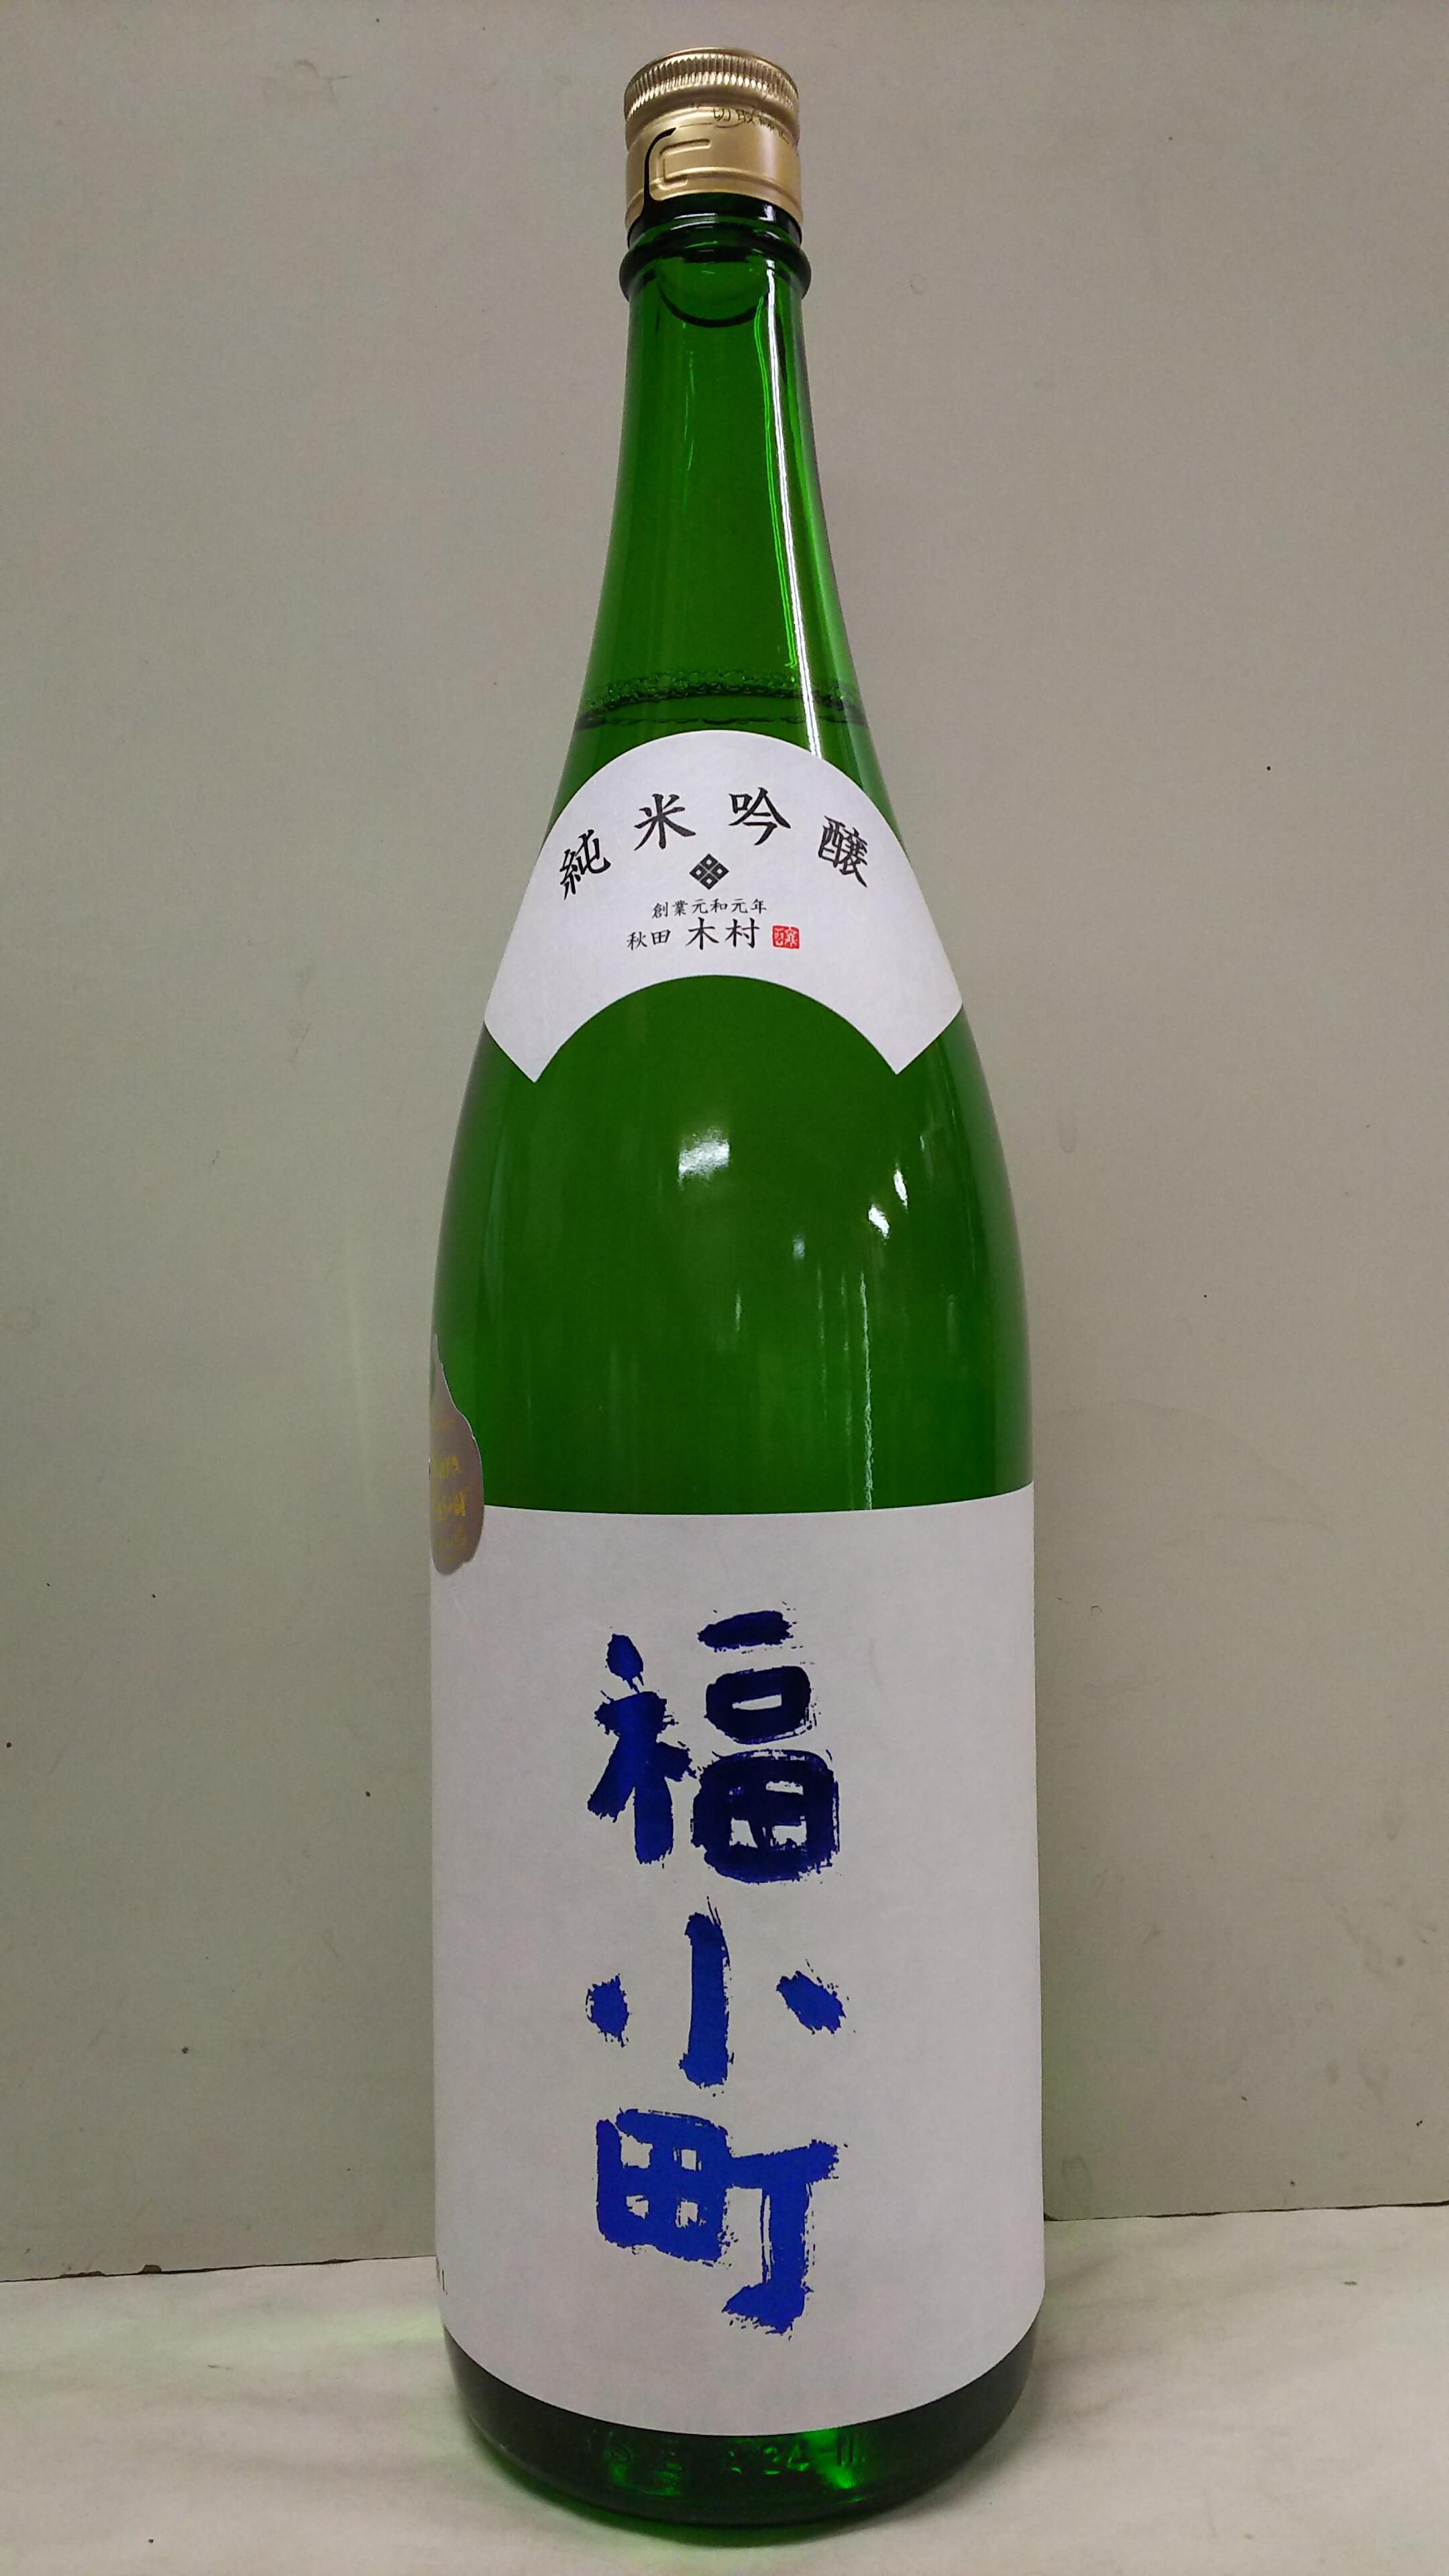 純米吟醸
創業元和元年
秋田 木村
福小町